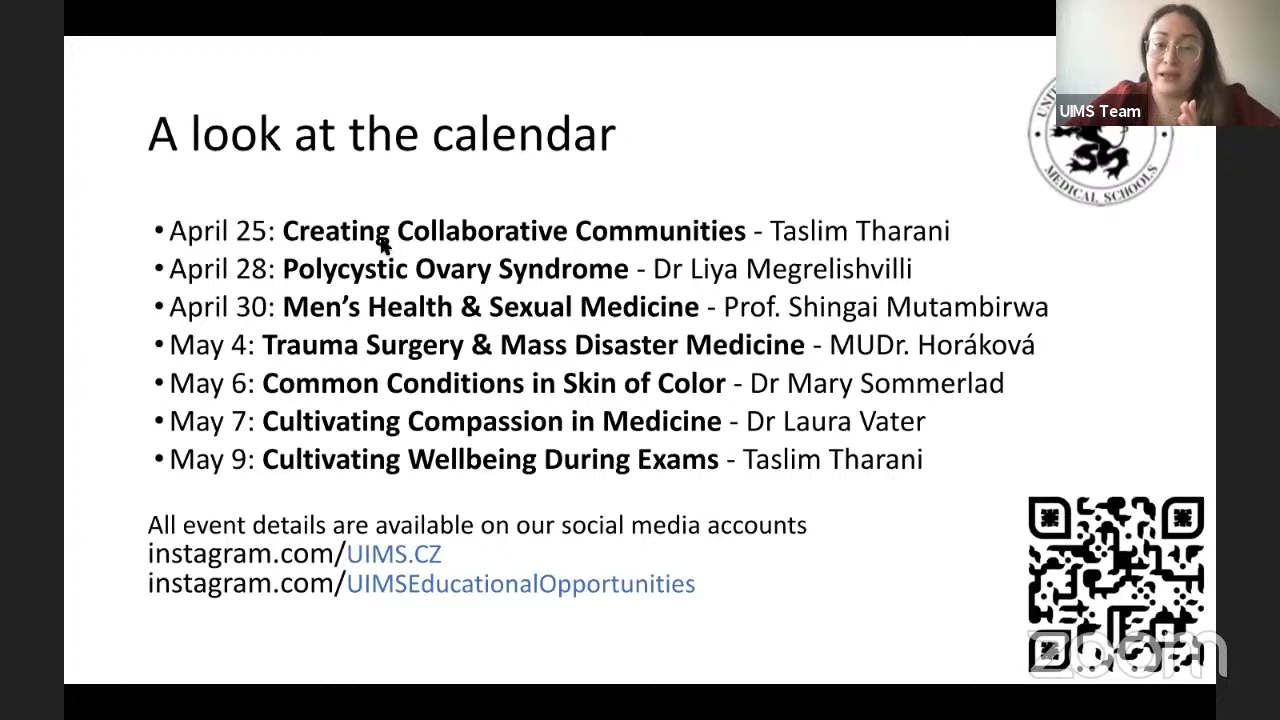 A look at the calendar
UIMS Team
MEDICAL SCHOOLS
• April 25: Creating Collaborative Communities - Taslim Tharani
• April 28: Polycystic Ovary Syndrome - Dr Liya Megrelishvilli
• April 30: Men’s Health & Sexual Medicine - Prof. Shingai Mutambirwa
• May 4: Trauma Surgery & Mass Disaster Medicine - MUDr. Horáková
• May 6: Common Conditions in Skin of Color - Dr Mary Sommerlad
• May 7: Cultivating Compassion in Medicine - Dr Laura Vater
• May 9: Cultivating Wellbeing During Exams - Taslim Tharani
All event details are available on our social media accounts
instagram.com/UIMS.CZ
instagram.com/UIMSEducationalOpportunities
zoom